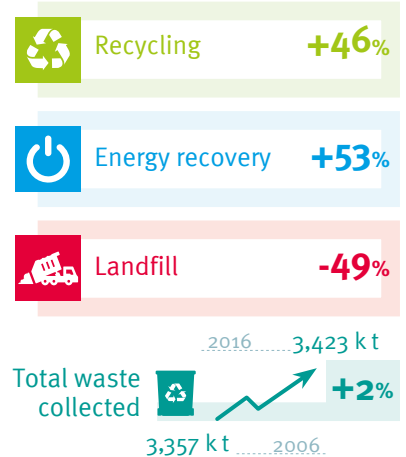 Recycling +46%
Energy recovery +53%
Landfill -49%
2016 3,423 k t
Total waste
collected
+2%
3,357 k t 2006